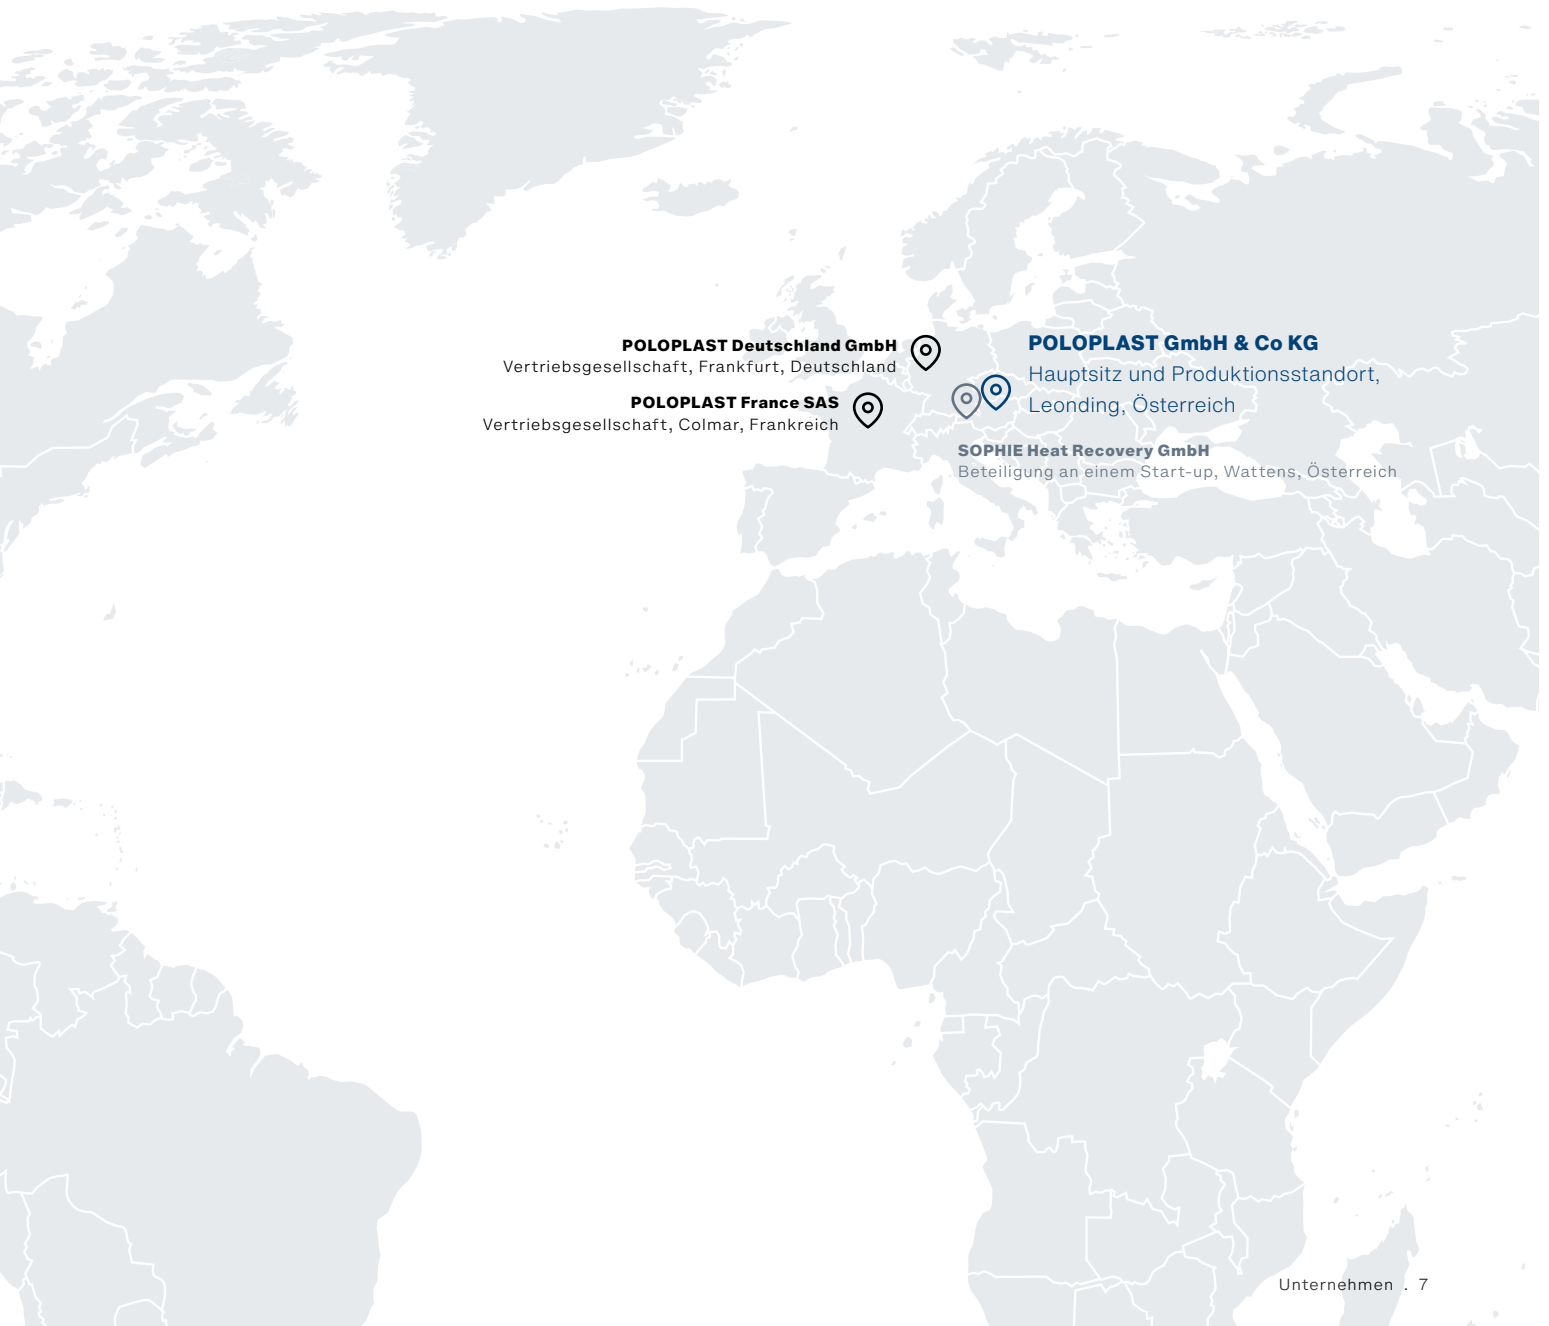 POLOPLAST Deutschland GmbH
Vertriebsgesellschaft, Frankfurt, Deutschland
POLOPLAST France SAS
Vertriebsgesellschaft, Colmar, Frankreich
POLOPLAST GmbH & Co KG
Hauptsitz und Produktionsstandort,
Leonding, Österreich
SOPHIE Heat Recovery GmbH
Beteiligung an einem Start-up, Wattens, Österreich
Unternehmen . 7